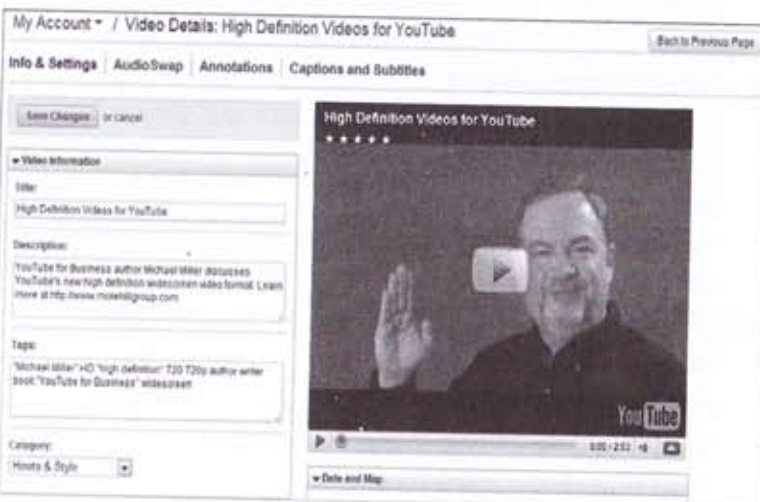 My Account / Video Details: High Definition Videos for YouTube
Back to Previous Page
Info & Settings AudioSwap Annotations Captions and Subtitles
Save Changes or cancel
Video Information
Title:
High Definition Videos for YouTube
Description:
YouTube for Business author Michael Miller discusses
YouTube's new high definition widescreen video format. Learn
more at http://www.molehillgroup.com
Tags:
"Michael Miller" HD "high definition" 720 720p author writer
book "YouTube for Business" widescreen
Category:
& Style
High Definition Videos for YouTube
YouTube
0:00 / 2:53
Date and Map